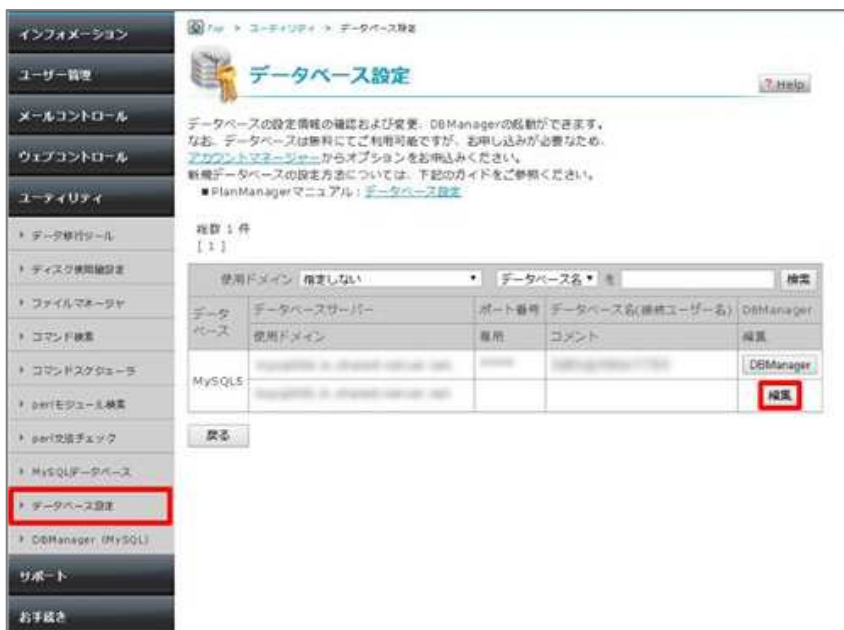 インフォメーション
ユーザー管理
メールコントロール
ウェブコントロール
ユーティリティ
データ移行ツール
ディスク使用額設定
ファイルマネージャ
コマンド検索
コマンドスケジューラ
perlモジュール検索
perl文法チェック
MySQLデータベース
データベース設定
DBManager (MySQL)
サポート
お手続き
Top > ユーティリティ > データベース設定
データベース設定
? Help
データベースの設定情報の確認および変更、DBManagerの起動ができます。
なお、データベースは無料にてご利用可能ですが、お申し込みが必要なため、
アカウントマネージャーからオプションをお申込みください。
新規データベースの設定方法については、下記のガイドをご参照ください。
■PlanManagerマニュアル:データベース設定
総数 1 件
[ 1 ]
使用ドメイン 指定しない データベース名 を 検索
データベース データベースサーバー ポート番号 データベース名(接続ユーザー名) DBManager
使用ドメイン 専用 コメント 編集
MySQL5 DBManager
編集
戻る